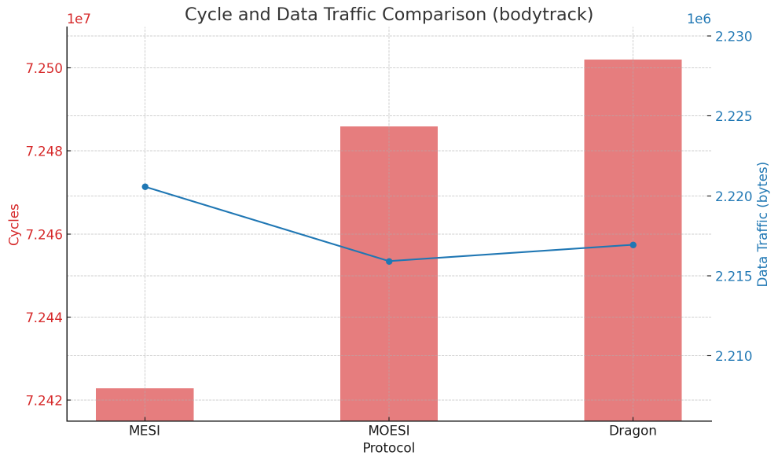 Cycle and Data Traffic Comparison (bodytrack)
1e7
1e6
7.250
7.248
7.246
7.244
7.242
Cycles
2.230
2.225
2.220
2.215
2.210
Data Traffic (bytes)
MESI
MOESI
Dragon
Protocol